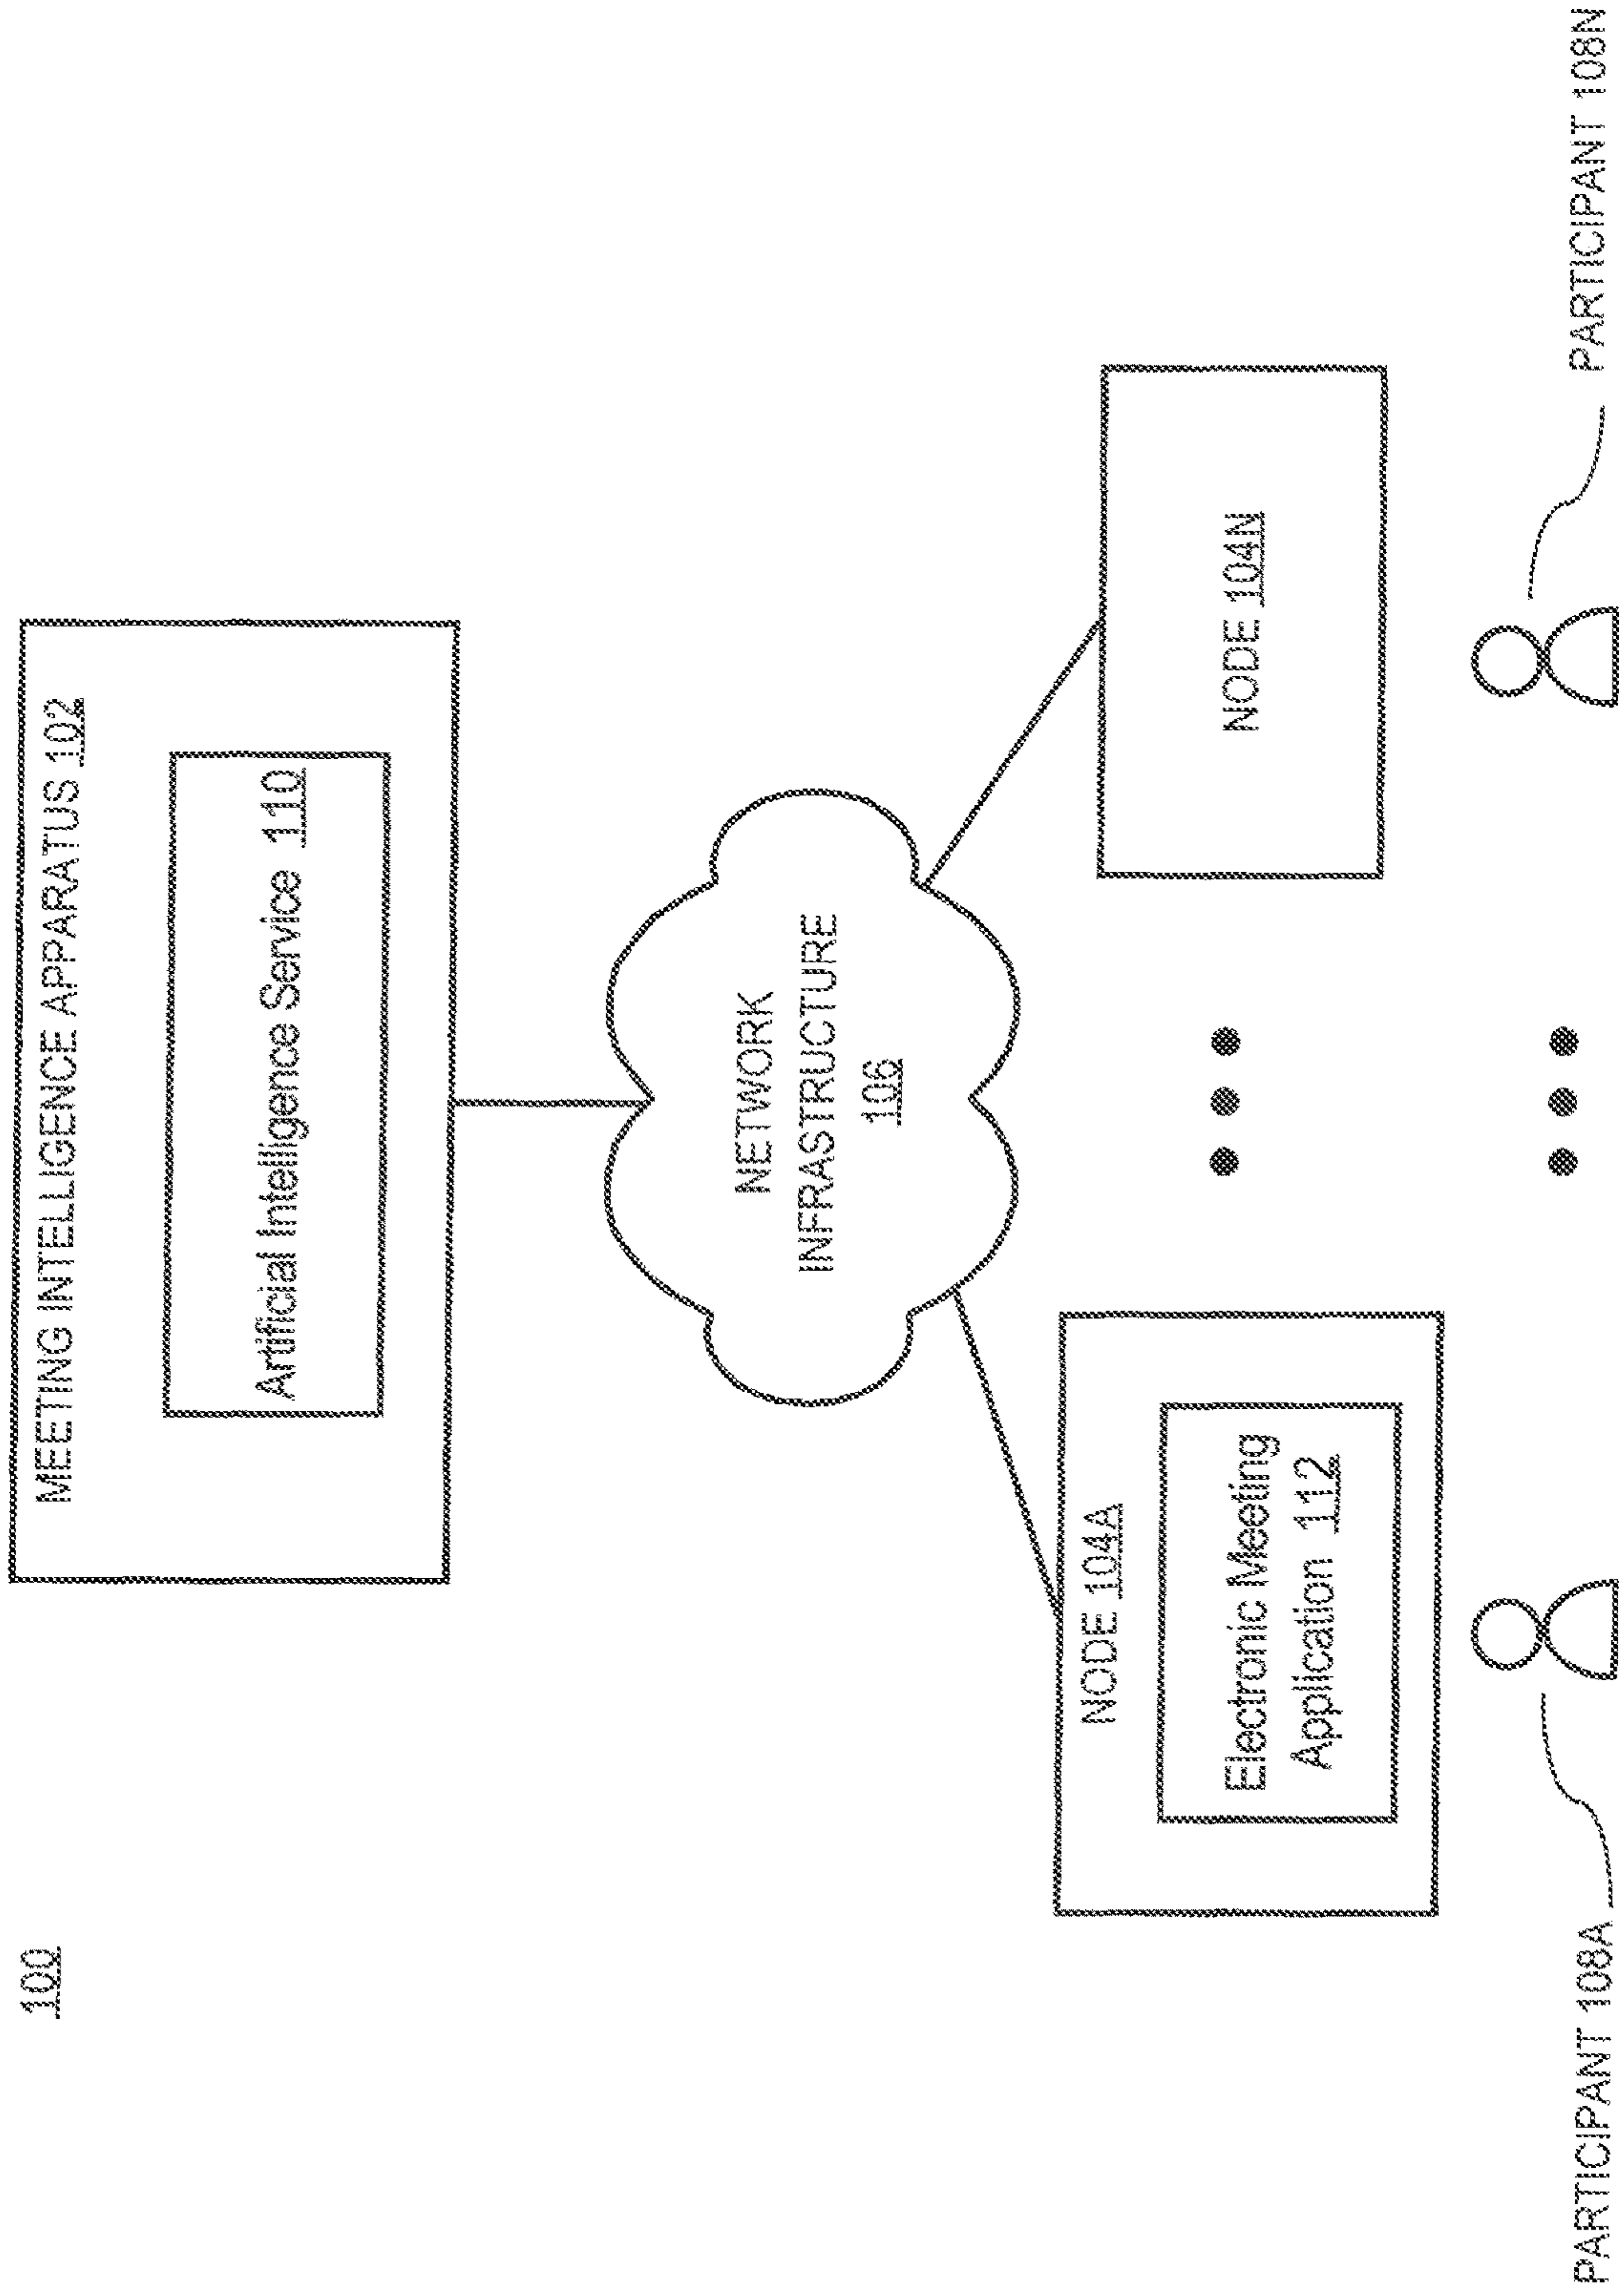 100
MEETING INTELLIGENCE APPARATUS 102
Artificial Intelligence Service 110
NETWORK
INFRASTRUCTURE
106
NODE 104A
Electronic Meeting
Application 112
NODE 104N
PARTICIPANT 108A
PARTICIPANT 108N